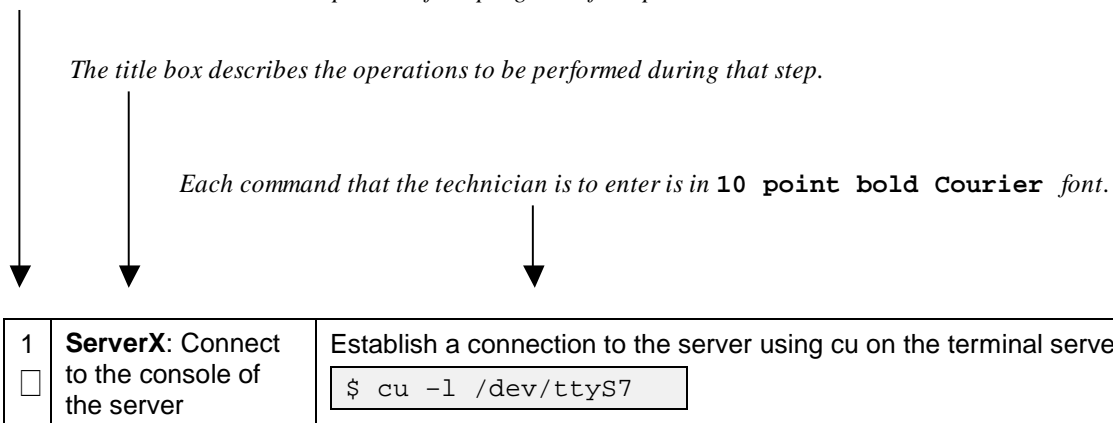 The title box describes the operations to be performed during that step.
Each command that the technician is to enter is in 10 point bold Courier font.
1 ServerX: Connect to the console of the server
Establish a connection to the server using cu on the terminal serve
$ cu –l /dev/ttyS7